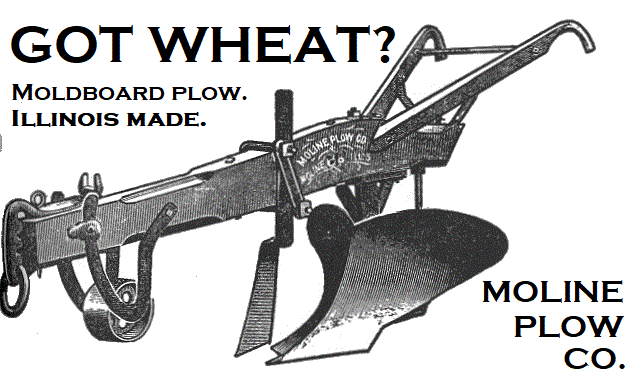 GOT WHEAT?
MOLDBOARD PLOW.
ILLINOIS MADE.
MOLINE PLOW CO
MOLINE
PLOW
CO.